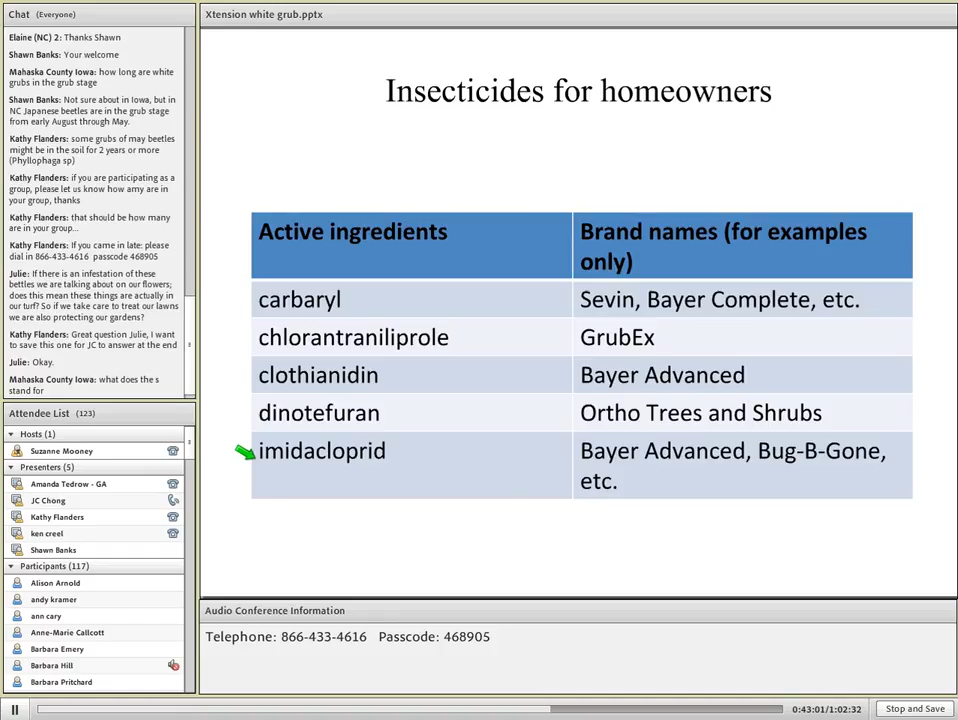 Chat (Everyone)
Elaine (NC) 2: Thanks Shawn
Shawn Banks: Your welcome
Mahaska County Iowa: how long are white
grubs in the grub stage
Shawn Banks: Not sure about in Iowa, but in
NC Japanese beetles are in the grub stage
from early August through May.
Kathy Flanders: some grubs of may beetles
might be in the soil for 2 years or more
(Phyllophaga sp)
Kathy Flanders: if you are participating as a
group, please let us know how amy are in
your group, thanks
Kathy Flanders: that should be how many
are in your group...
Kathy Flanders: If you came in late: please
dial in 866-433-4616 passcode 468905
Julie: If there is an infestation of these
bettles we are talking about on our flowers;
does this mean these things are actually in
our turf? So if we take care to treat our lawns
we are also protecting our gardens?
Kathy Flanders: Great question Julie, I want
to save this one for JC to answer at the end
Julie: Okay.
Mahaska County Iowa: what does the s
stand for
Attendee List (123)
Hosts (1)
Suzanne Mooney
Presenters (5)
Amanda Tedrow - GA
JC Chong
Kathy Flanders
ken creel
Shawn Banks
Participants (117)
Alison Arnold
andy kramer
ann cary
Anne-Marie Callcott
Barbara Emery
Barbara Hill
Barbara Pritchard
Xtension white grub.pptx
Insecticides for homeowners
Active ingredients
Brand names (for examples
only)
carbaryl
Sevin, Bayer Complete, etc.
chlorantraniliprole
GrubEx
clothianidin
Bayer Advanced
dinotefuran
Ortho Trees and Shrubs
imidacloprid
Bayer Advanced, Bug-B-Gone,
etc.
Audio Conference Information
Telephone: 866-433-4616 Passcode: 468905
0:43:01/1:02:32
Stop and Save